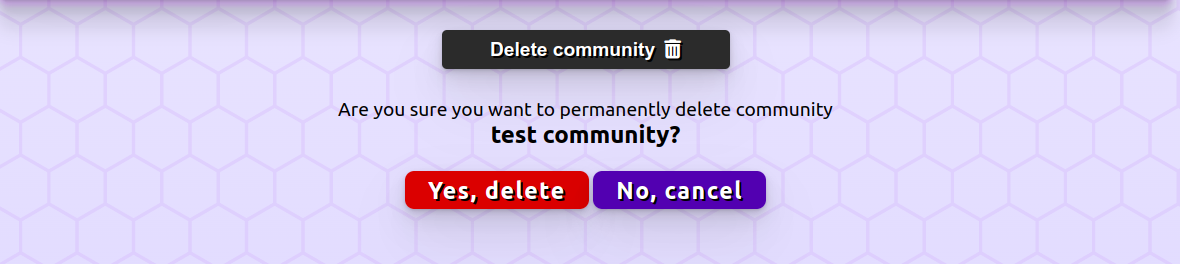 Delete community
Are you sure you want to permanently delete community
test community?
Yes, delete
No, cancel